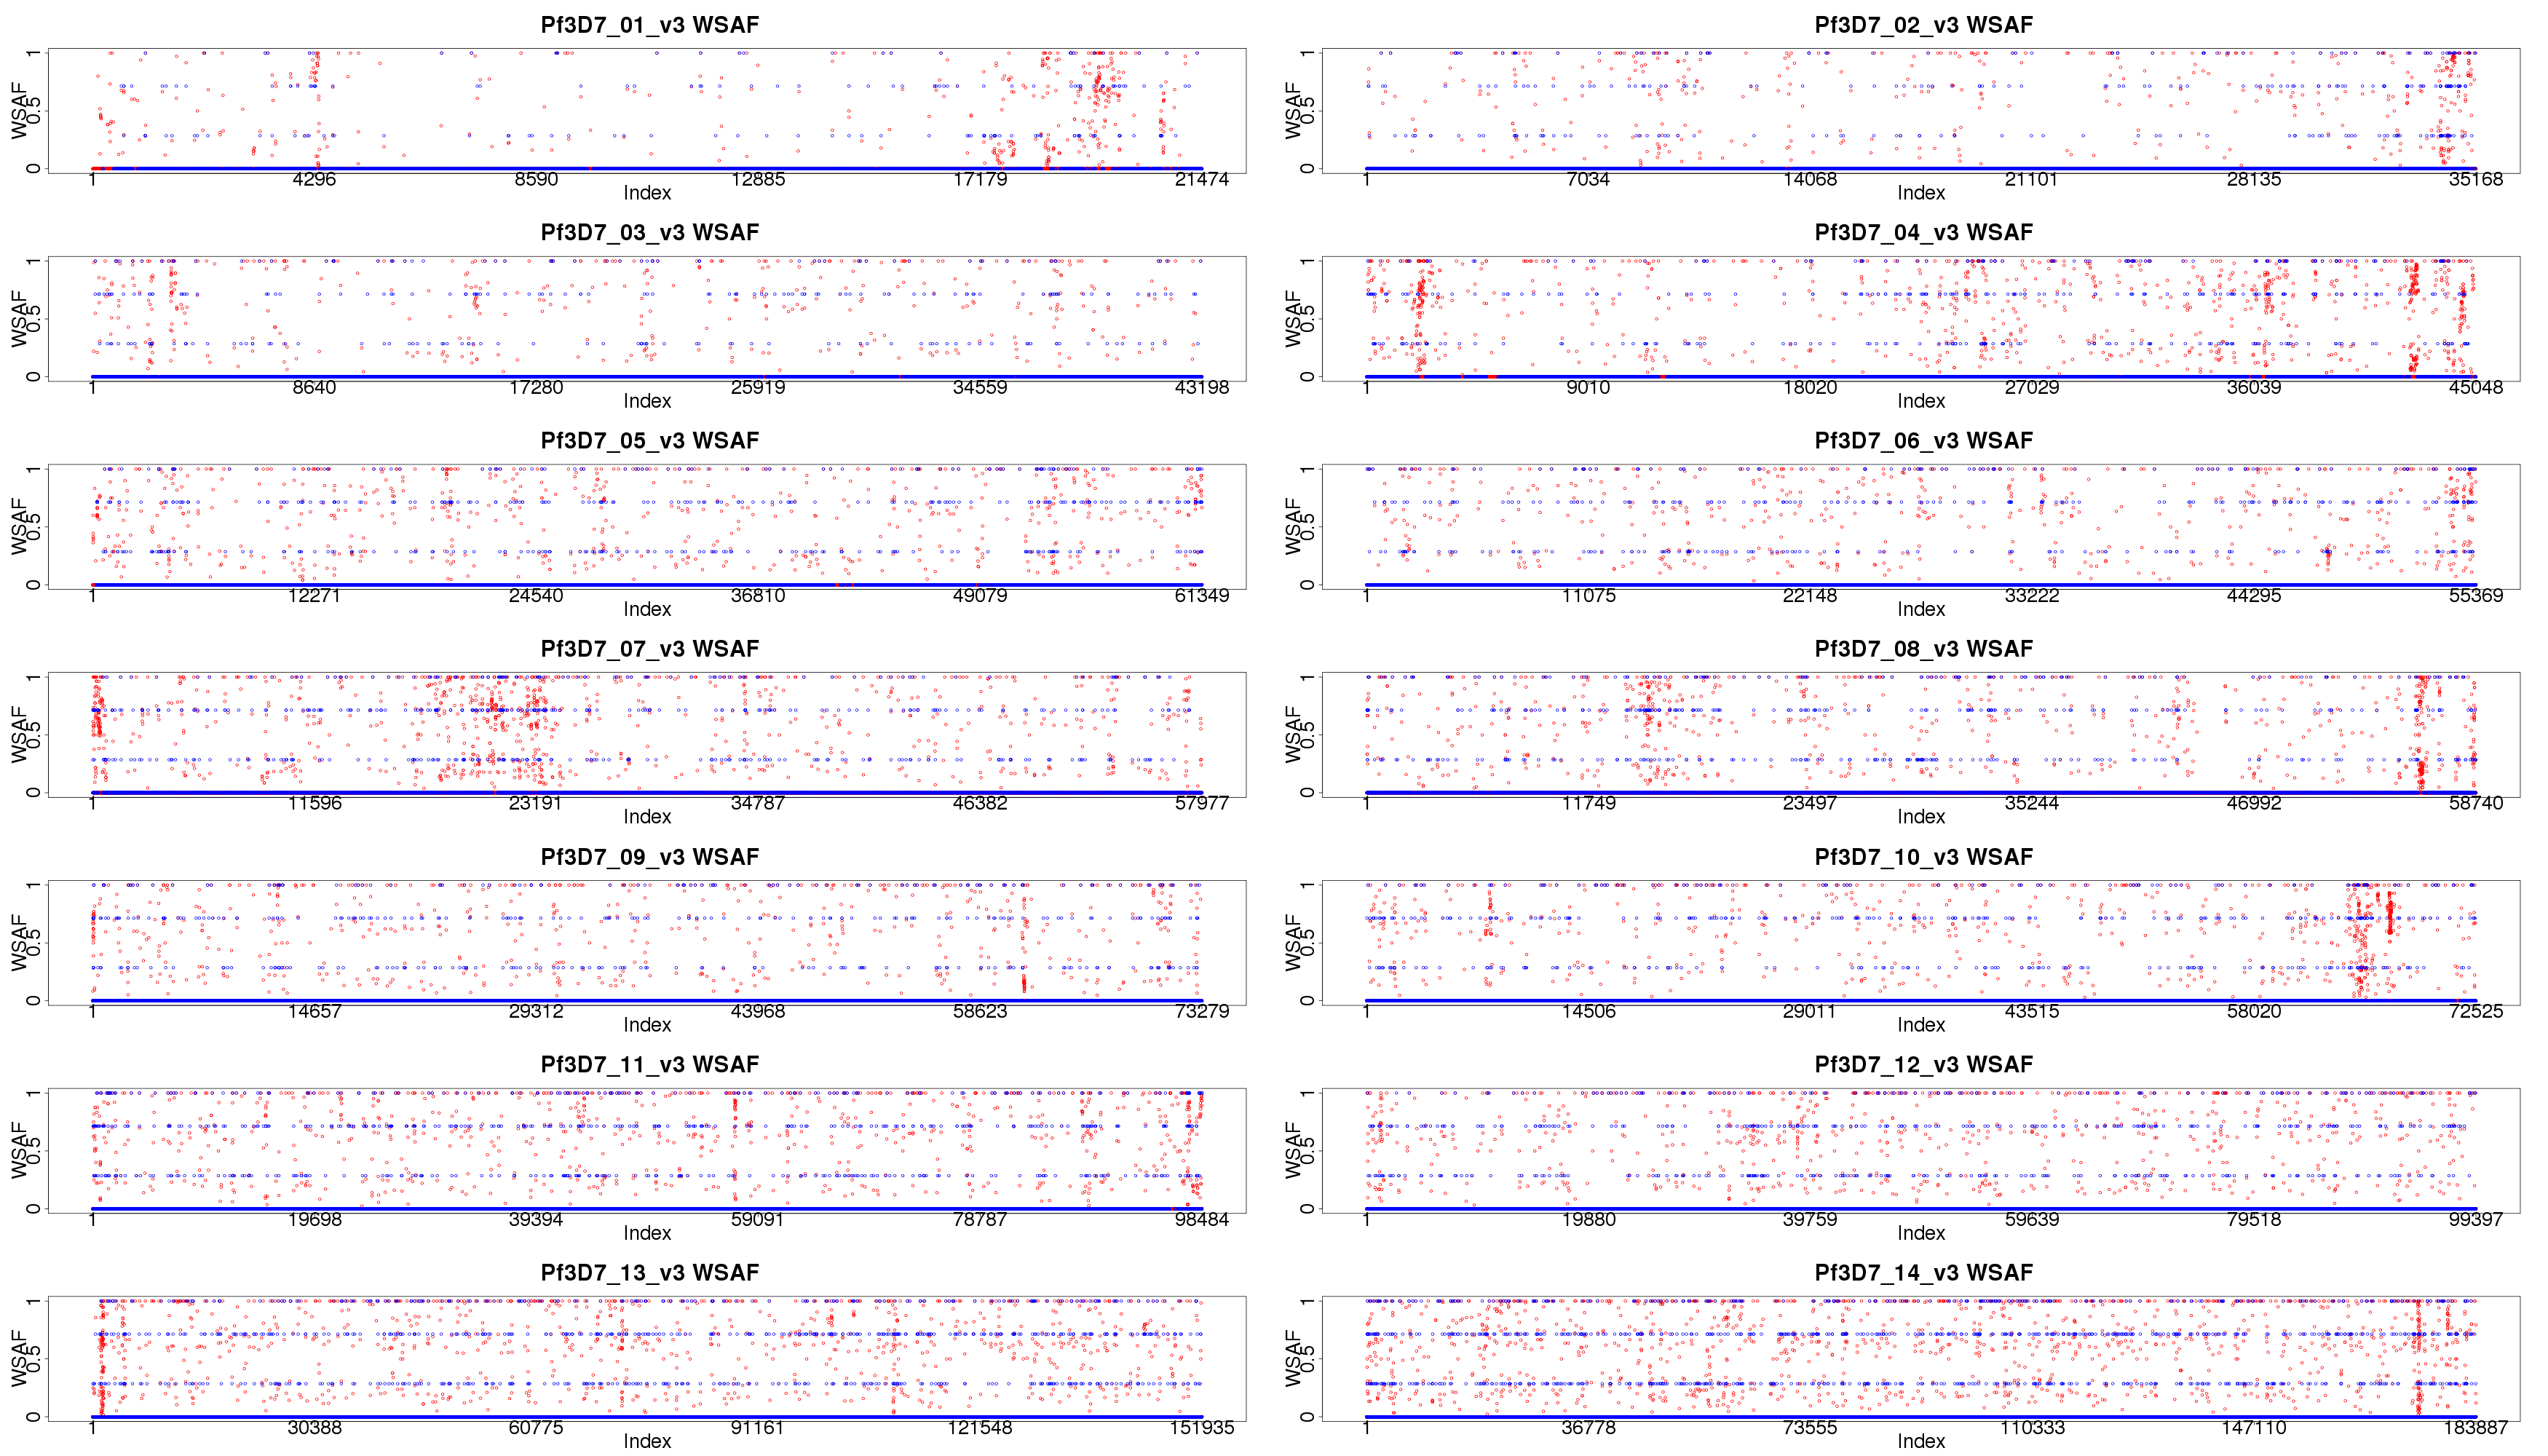 Pf3D7_01_v3 WSAF
WSAF
0 0.5 1
1 4296 8590 12885 17179 21474
Index
Pf3D7_02_v3 WSAF
WSAF
0 0.5 1
1 7034 14068 21101 28135 35168
Index
Pf3D7_03_v3 WSAF
WSAF
0 0.5 1
1 8640 17280 25919 34559 43198
Index
Pf3D7_04_v3 WSAF
WSAF
0 0.5 1
1 9010 18020 27029 36039 45048
Index
Pf3D7_05_v3 WSAF
WSAF
0 0.5 1
1 12271 24540 36810 49079 61349
Index
Pf3D7_06_v3 WSAF
WSAF
0 0.5 1
1 11075 22148 33222 44295 55369
Index
Pf3D7_07_v3 WSAF
WSAF
0 0.5 1
1 11596 23191 34787 46382 57977
Index
Pf3D7_08_v3 WSAF
WSAF
0 0.5 1
1 11749 23497 35244 46992 58740
Index
Pf3D7_09_v3 WSAF
WSAF
0 0.5 1
1 14657 29312 43968 58623 73279
Index
Pf3D7_10_v3 WSAF
WSAF
0 0.5 1
1 14506 29011 43515 58020 72525
Index
Pf3D7_11_v3 WSAF
WSAF
0 0.5 1
1 19698 39394 59091 78787 98484
Index
Pf3D7_12_v3 WSAF
WSAF
0 0.5 1
1 19880 39759 59639 79518 99397
Index
Pf3D7_13_v3 WSAF
WSAF
0 0.5 1
1 30388 60775 91161 121548 151935
Index
Pf3D7_14_v3 WSAF
WSAF
0 0.5 1
1 36778 73555 110333 147110 183887
Index